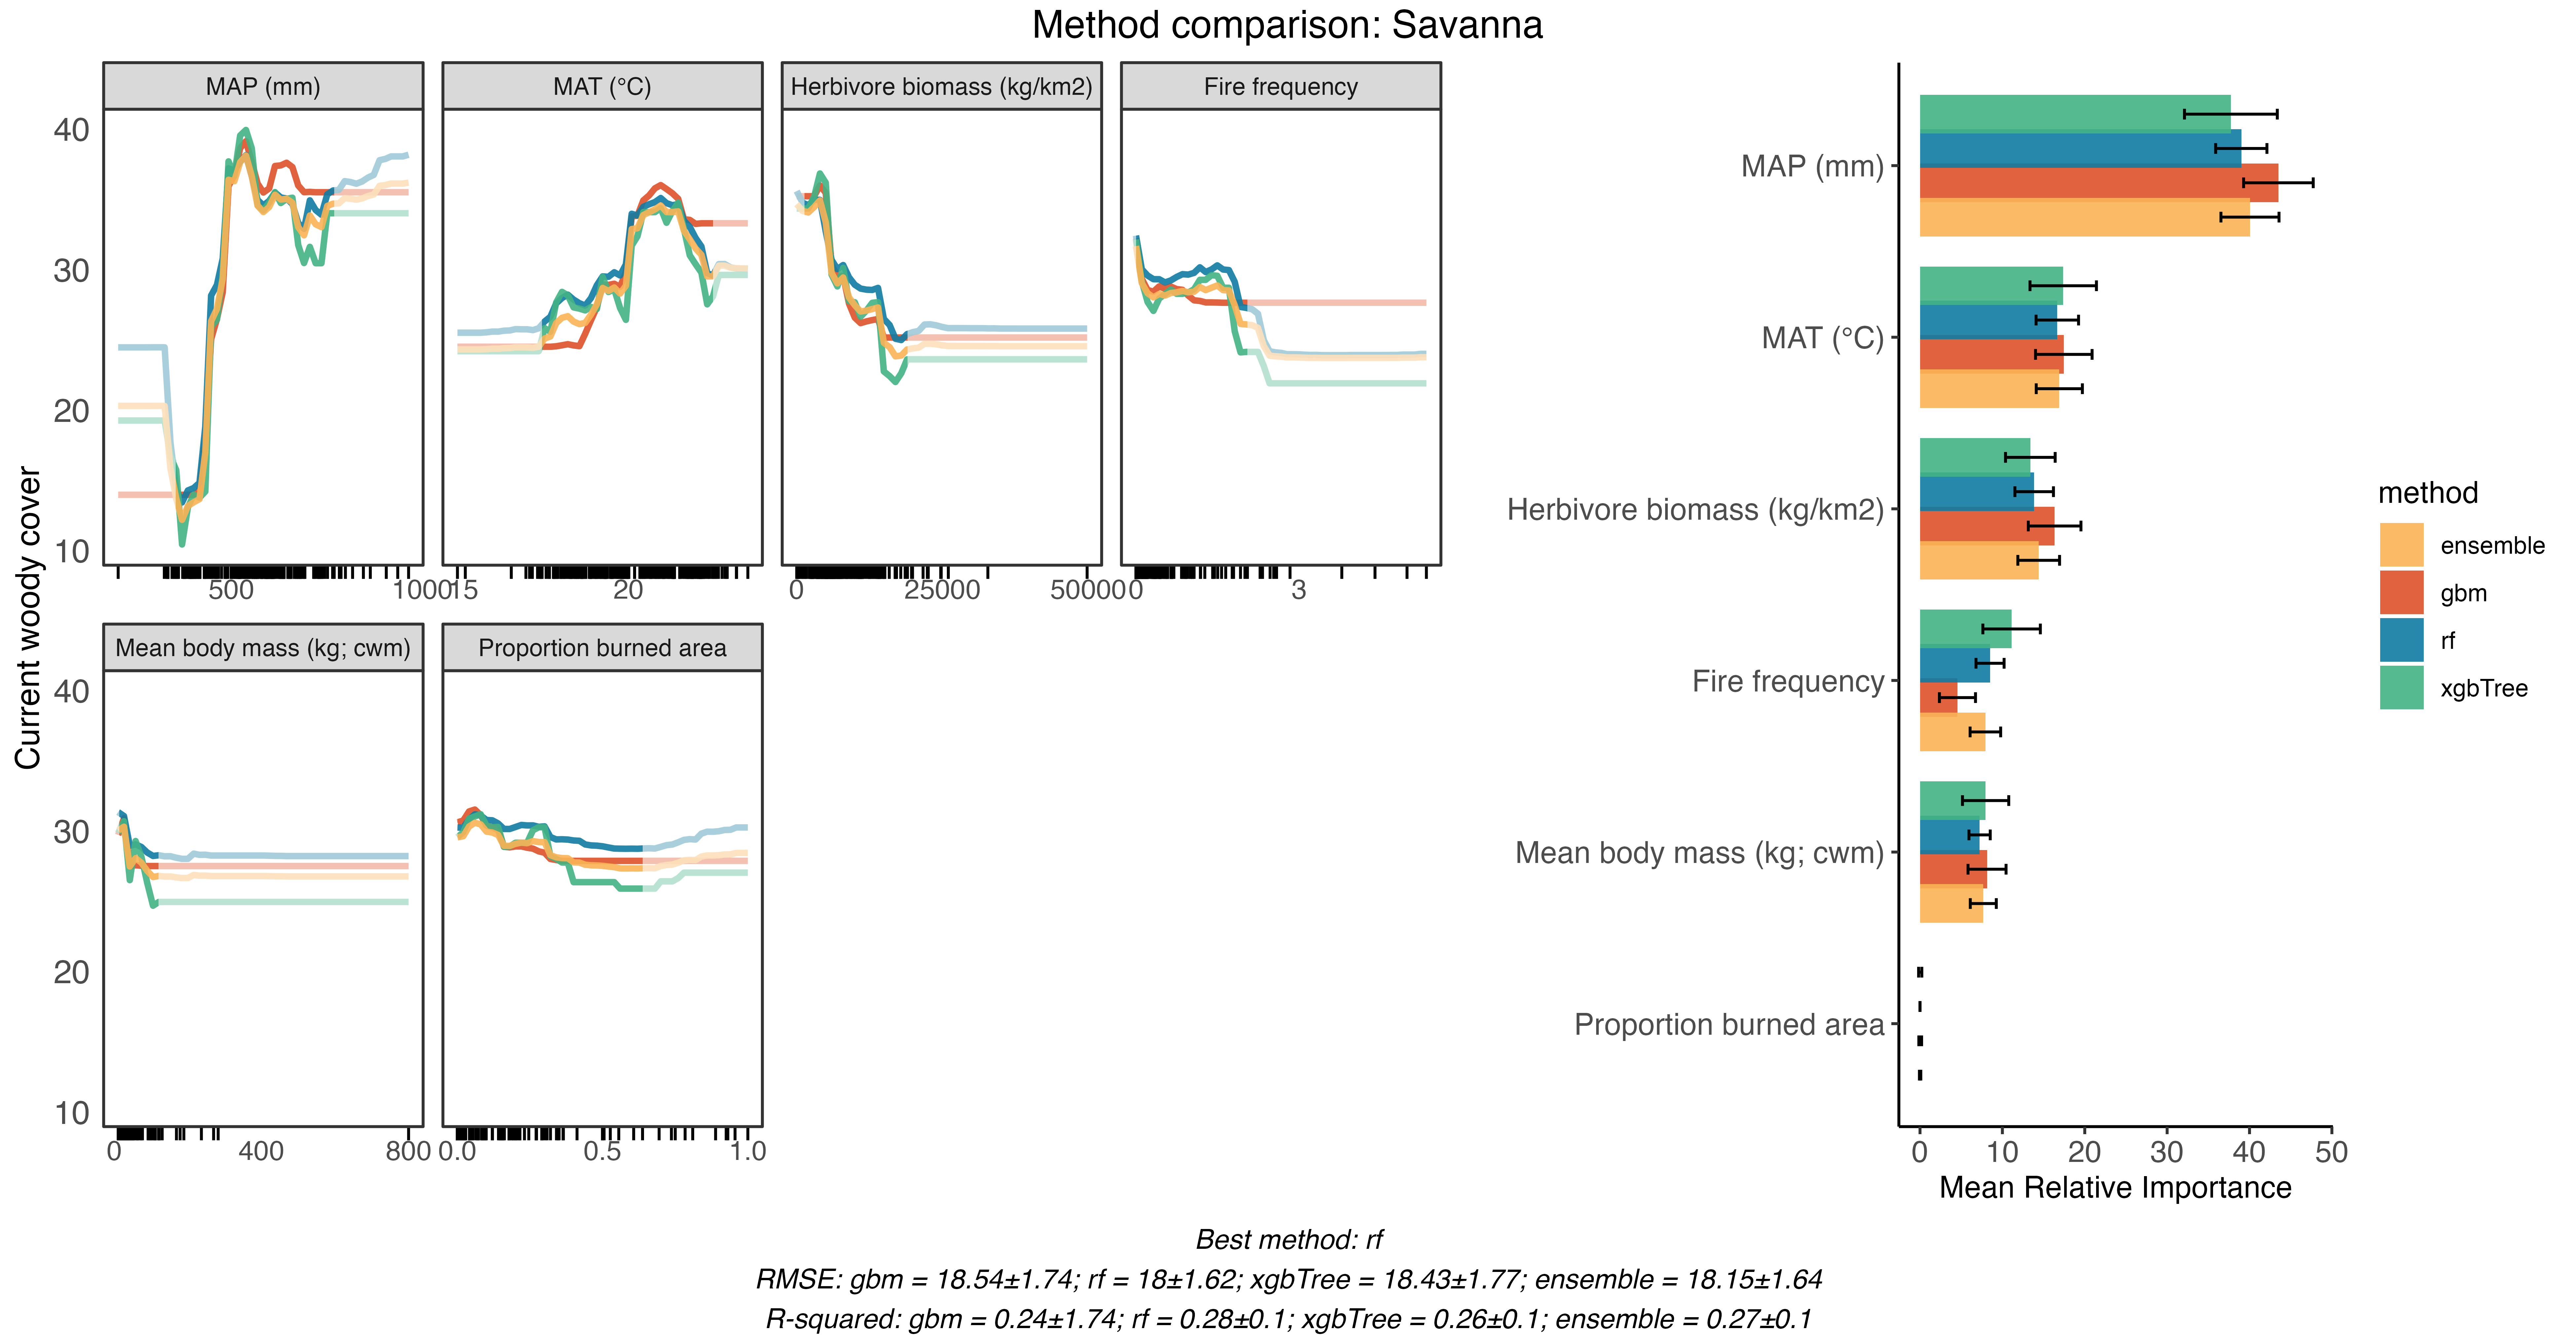 Method comparison: Savanna
MAP (mm)
MAT (°C)
Herbivore biomass (kg/km2)
Fire frequency
Current woody cover
40
30
20
10
500
1000
15
20
0
25000
50000
0
3
Mean body mass (kg; cwm)
Proportion burned area
40
30
20
10
0
400
800
0.0
0.5
1.0
MAP (mm)
MAT (°C)
Herbivore biomass (kg/km2)
Fire frequency
Mean body mass (kg; cwm)
Proportion burned area
0
10
20
30
40
50
Mean Relative Importance
method
ensemble
gbm
rf
xgbTree
Best method: rf
RMSE: gbm = 18.54±1.74; rf = 18±1.62; xgbTree = 18.43±1.77; ensemble = 18.15±1.64
R-squared: gbm = 0.24±1.74; rf = 0.28±0.1; xgbTree = 0.26±0.1; ensemble = 0.27±0.1